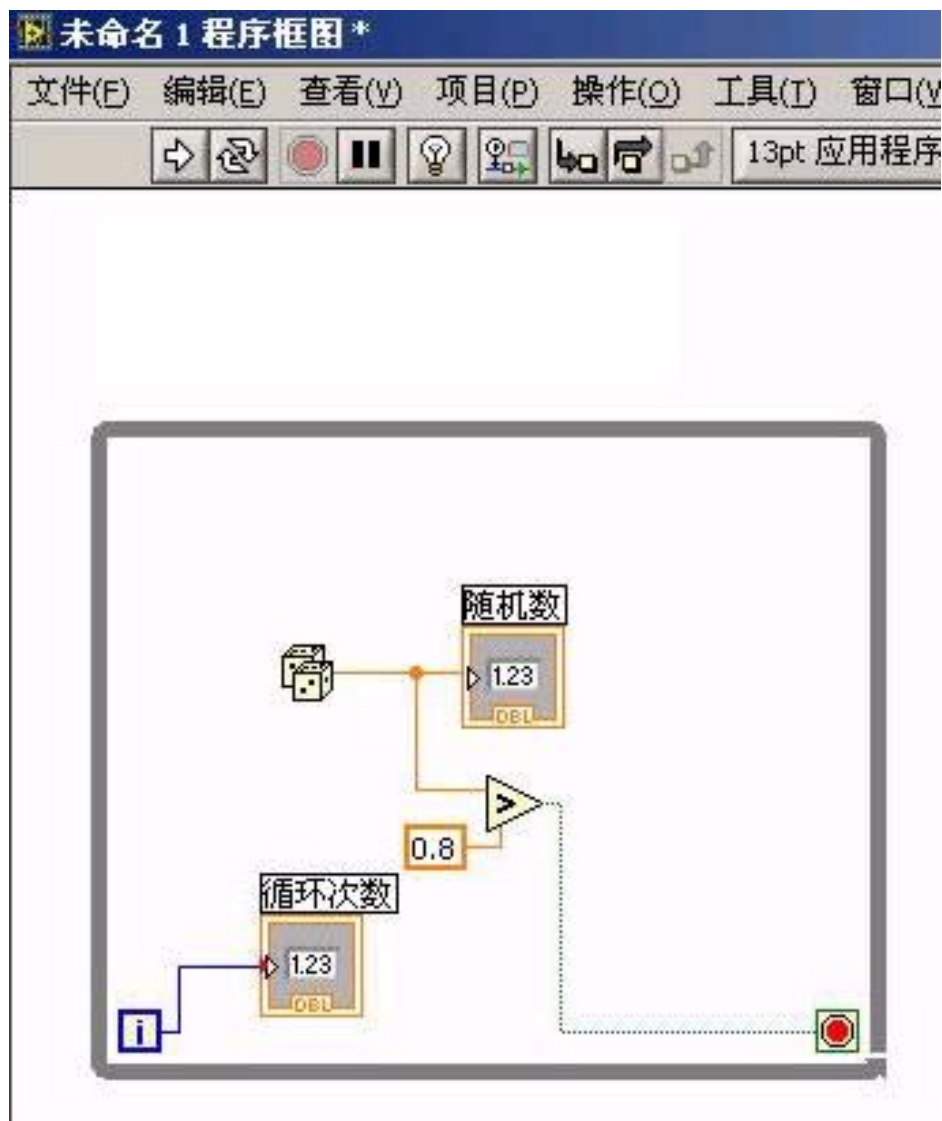 未命名 1 程序框图 *
文件(F) 编辑(E) 查看(V) 项目(P) 操作(O) 工具(T) 窗口(W
13pt 应用程序
随机数
1.23
DBL
>
0.8
循环次数
1.23
DBL
i